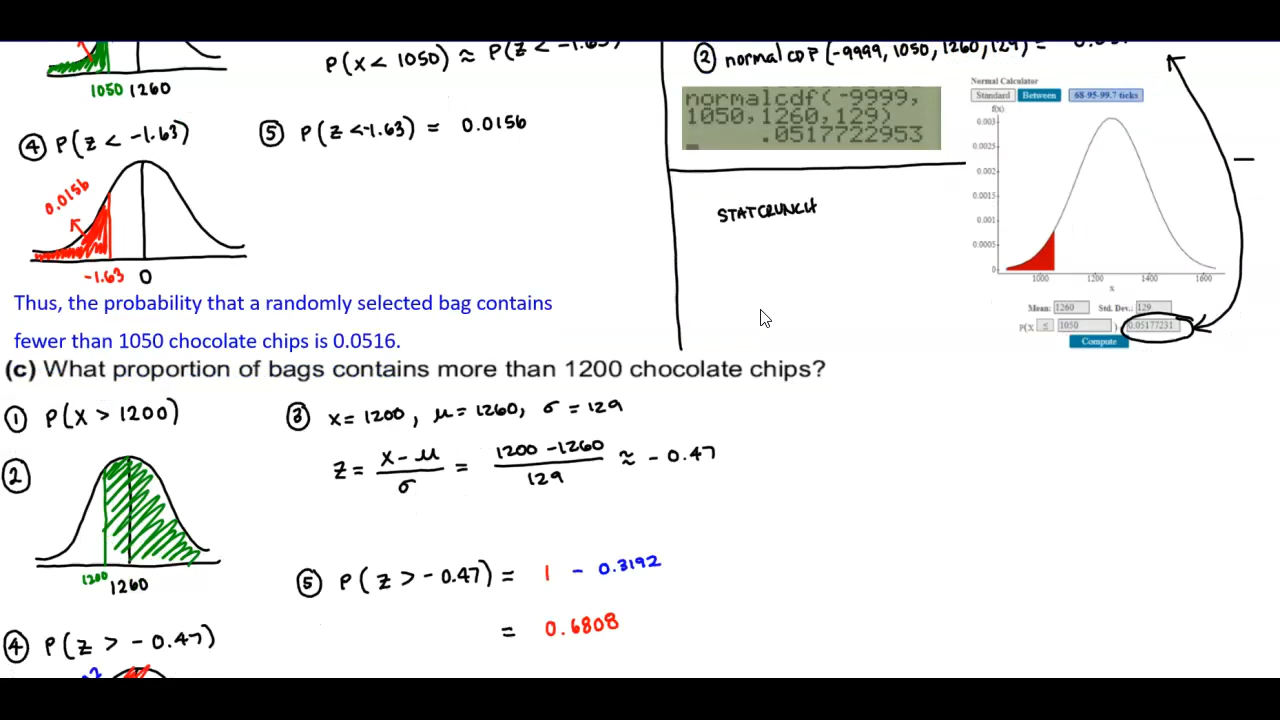 P(X < 1050) ≈ P(Z < -1.63)
1050 1260
④ P(Z < -1.63)
⑤ P(Z < -1.63) = 0.0156
0.0156
-1.63 0
Thus, the probability that a randomly selected bag contains
fewer than 1050 chocolate chips is 0.0516.
② normalcdf(-9999, 1050, 1260, 129) =
normalcdf(-9999,
1050,1260,129)
.0517722953
STATCRUNCH
Normal Calculator
Standard Between 68-95-99.7 ticks
f(x)
0.003
0.0025
0.002
0.0015
0.001
0.0005
0
1000 1200 1400 1600
x
Mean: 1260 Std. Dev.: 129
P(X ≤ 1050 ) 0.05177231
Compute
(c) What proportion of bags contains more than 1200 chocolate chips?
① P(X > 1200)
②
1200 1260
③ x = 1200, μ = 1260, σ = 129
Z = x - μ / σ = 1200 - 1260 / 129 ≈ - 0.47
④ P(Z > - 0.47)
⑤ P(Z > - 0.47) = 1 - 0.3192
= 0.6808